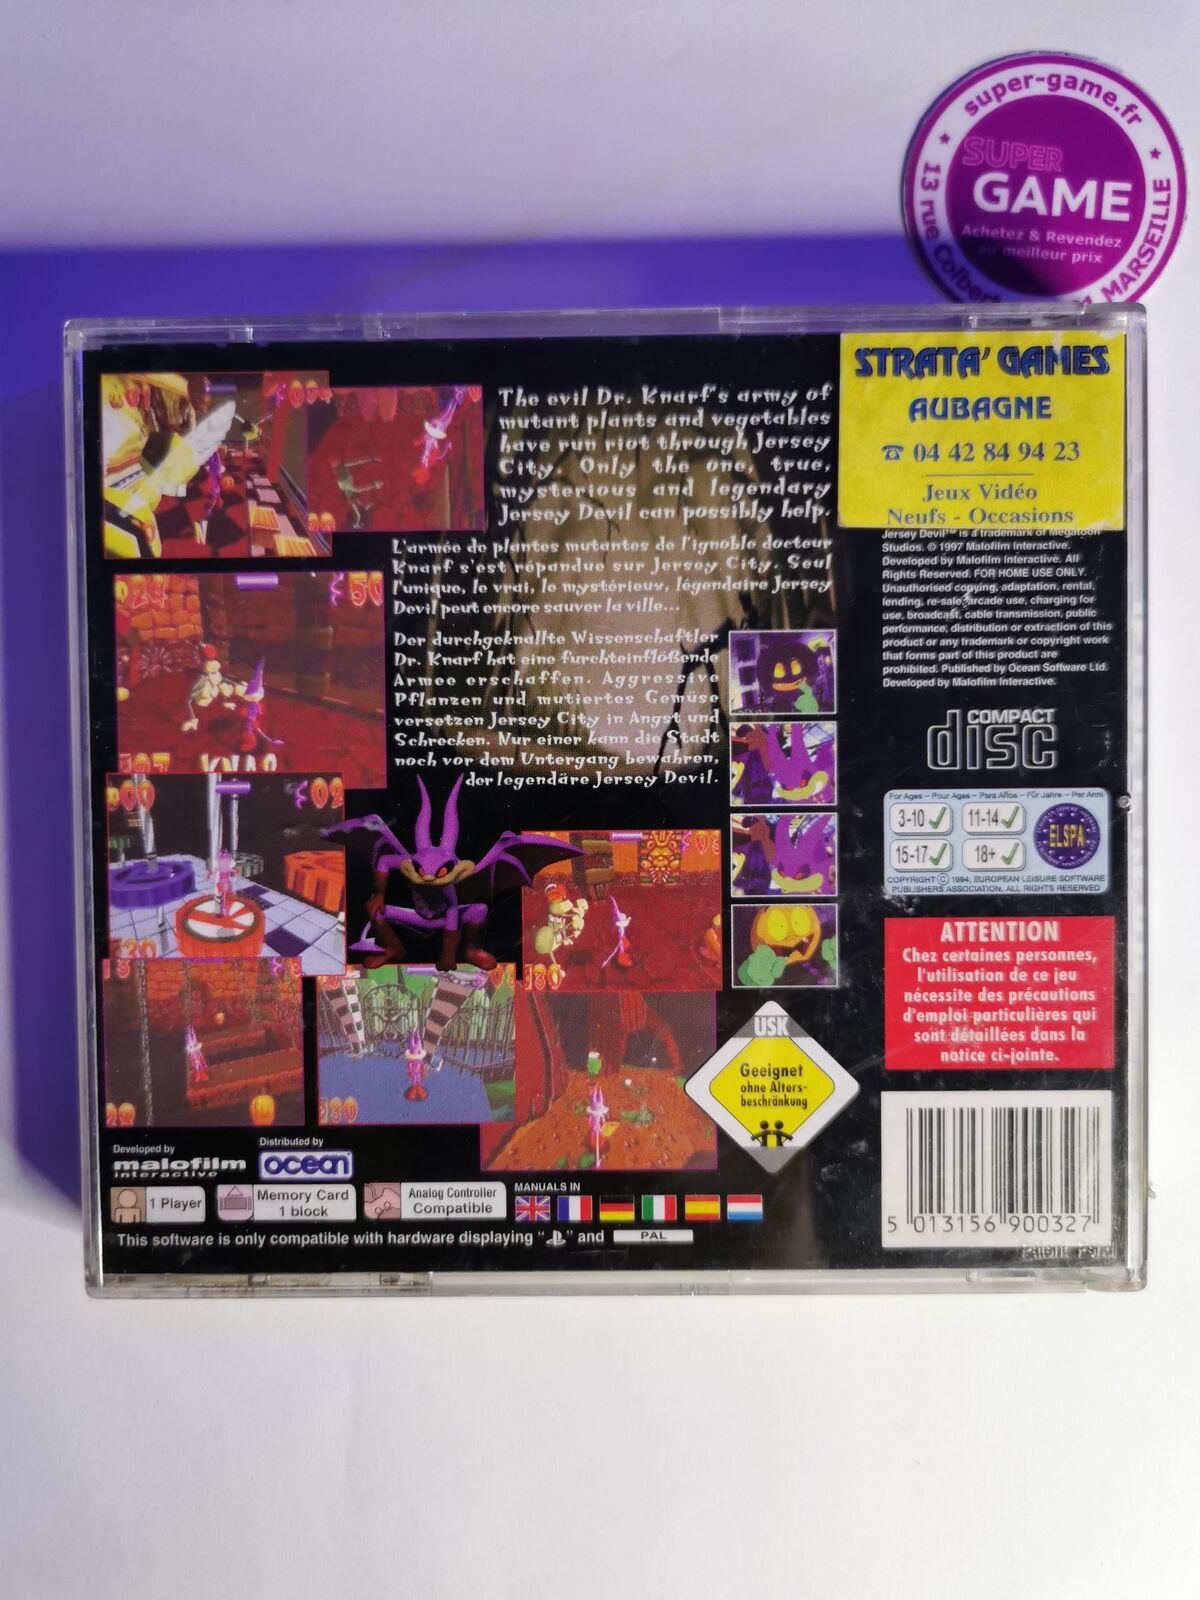 super-game.fr
SUPER
GAME
Achetez & Revendez
au meilleur prix
13 rue Colbert
MARSEILLE
STRATA' GAMES
AUBAGNE
☎ 04 42 84 94 23
Jeux Vidéo
Neufs - Occasions
The evil Dr. Knarf's army of
mutant plants and vegetables
have run riot through Jersey
City. Only the one, true,
mysterious and legendary
Jersey Devil can possibly help.
L'armée de plantes mutantes de l'ignoble docteur
Knarf s'est répandue sur Jersey City. Seul
l'unique, le vrai, le mystérieux, légendaire Jersey
Devil peut encore sauver la ville...
Der durchgeknallte Wissenschaftler
Dr. Knarf hat eine furchteinflößende
Armee erschaffen. Aggressive
Pflanzen und mutiertes Gemüse
versetzen Jersey City in Angst und
Schrecken. Nur einer kann die Stadt
noch vor dem Untergang bewahren,
der legendäre Jersey Devil.
Jersey Devil™ is a trademark of Megatoon
Studios. © 1997 Malofilm Interactive.
Developed by Malofilm Interactive. All
Rights Reserved. FOR HOME USE ONLY.
Unauthorised copying, adaptation, rental,
lending, re-sale, arcade use, charging for
use, broadcast, cable transmission, public
performance, distribution or extraction of this
product or any trademark or copyright work
that forms part of this product are
prohibited. Published by Ocean Software Ltd.
Developed by Malofilm Interactive.
COMPACT
disc
For Ages – Pour Ages – Para Años – Für Jahre – Per Anni
3-10 ✓ 11-14 ✓
15-17 ✓ 18+ ✓
ELSPA
COPYRIGHT © 1994, EUROPEAN LEISURE SOFTWARE
PUBLISHERS ASSOCIATION, ALL RIGHTS RESERVED
ATTENTION
Chez certaines personnes,
l'utilisation de ce jeu
nécessite des précautions
d'emploi particulières qui
sont détaillées dans la
notice ci-jointe.
USK
Geeignet
ohne Alters-
beschränkung
Developed by
malofilm
interactive
Distributed by
ocean
1 Player
Memory Card
1 block
Analog Controller
Compatible
MANUALS IN
This software is only compatible with hardware displaying " " and PAL
5 013156 900327